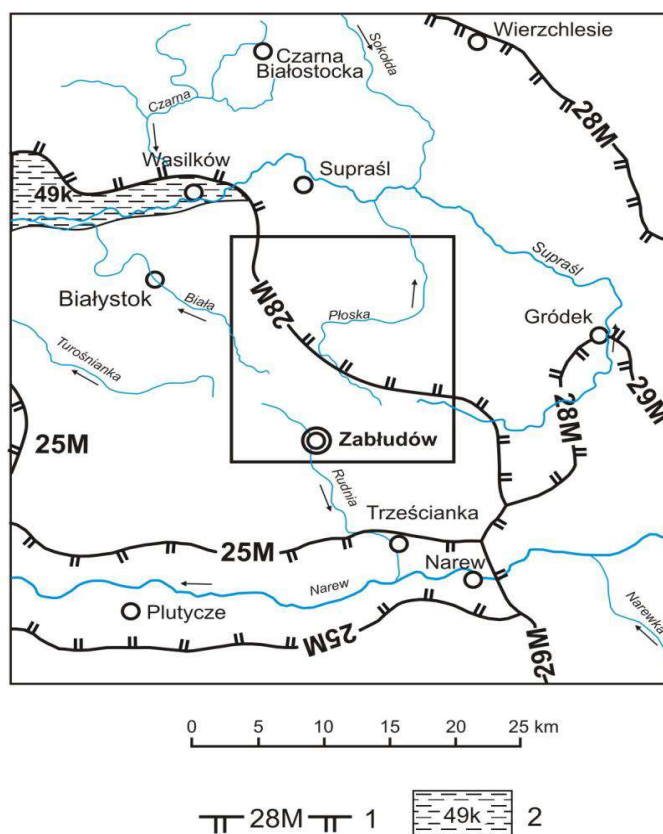 Wierzchlesie
Sokołda
Czarna
Białostocka
Czarna
28M
Wasilków
Supraśl
49k
Supraśl
Białystok
Biała
28M
Płoska
Gródek
Turośnianka
29M
28M
25M
Zabłudów
Rudnia
Trześcianka
25M
Narew
Narew
Plutycze
25M
29M
Narewka
0 5 10 15 20 25 km
28M 1 49k 2